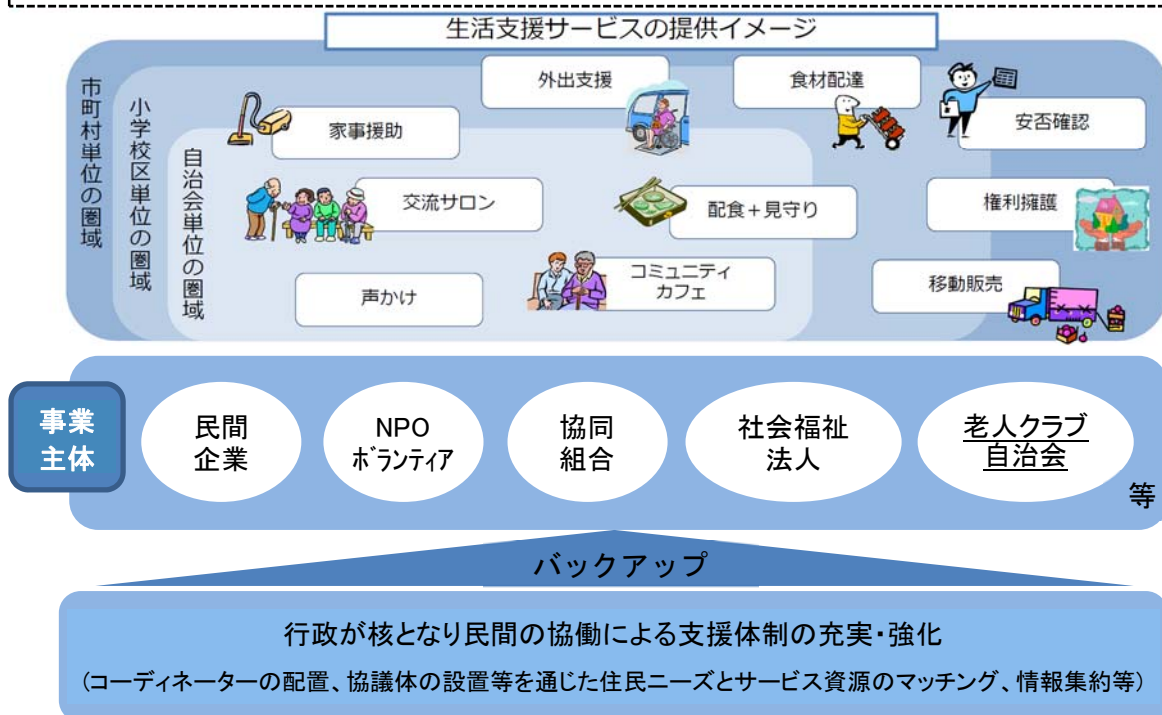 生活支援サービスの提供イメージ
市町村単位の圏域
小学校区単位の圏域
自治会単位の圏域
外出支援
食材配達
家事援助
安否確認
交流サロン
配食+見守り
権利擁護
声かけ
コミュニティ
カフェ
移動販売
事業
主体
民間
企業
NPO
ボランティア
協同
組合
社会福祉
法人
老人クラブ
自治会
等
バックアップ
行政が核となり民間の協働による支援体制の充実・強化
(コーディネーターの配置、協議体の設置等を通じた住民ニーズとサービス資源のマッチング、情報集約等)